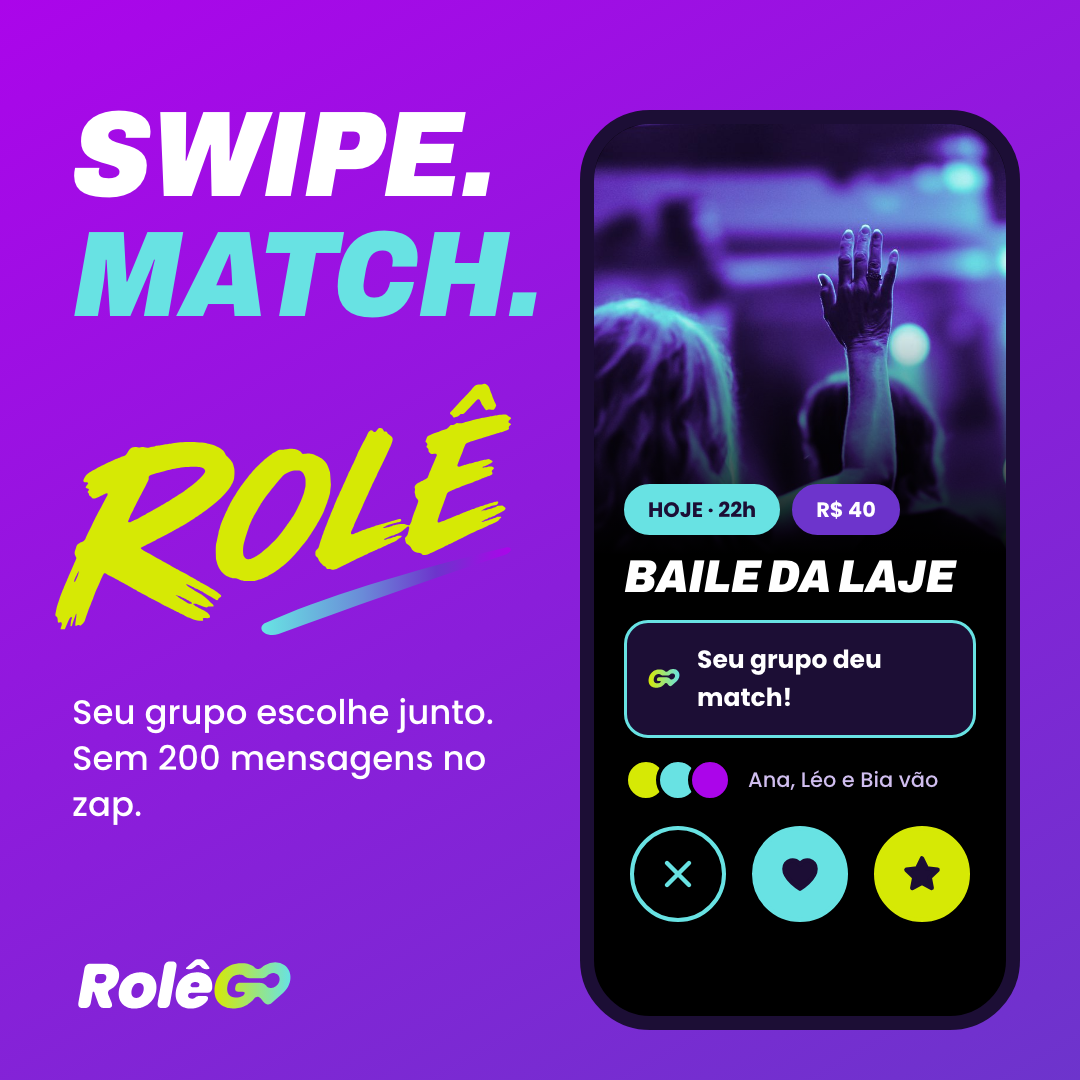 SWIPE.
MATCH.
ROLÊ
Seu grupo escolhe junto.
Sem 200 mensagens no
zap.
RolêGO
HOJE · 22h
R$ 40
BAILE DA LAJE
Seu grupo deu
match!
Ana, Léo e Bia vão